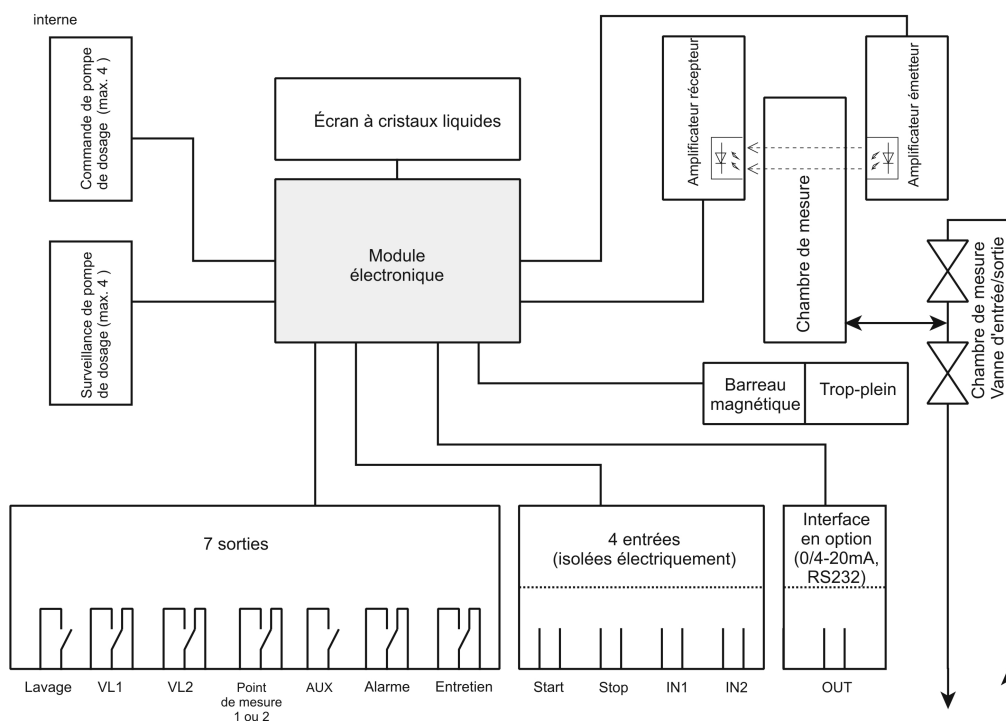 interne
Commande de pompe
de dosage (max. 4 )
Surveillance de pompe
de dosage (max. 4 )
Écran à cristaux liquides
Module
électronique
Amplificateur récepteur
Chambre de mesure
Amplificateur émetteur
Chambre de mesure
Vanne d'entrée/sortie
Barreau
magnétique
Trop-plein
7 sorties
Lavage
VL1
VL2
Point
de mesure
1 ou 2
AUX
Alarme
Entretien
4 entrées
(isolées électriquement)
Start
Stop
IN1
IN2
Interface
en option
(0/4-20mA,
RS232)
OUT